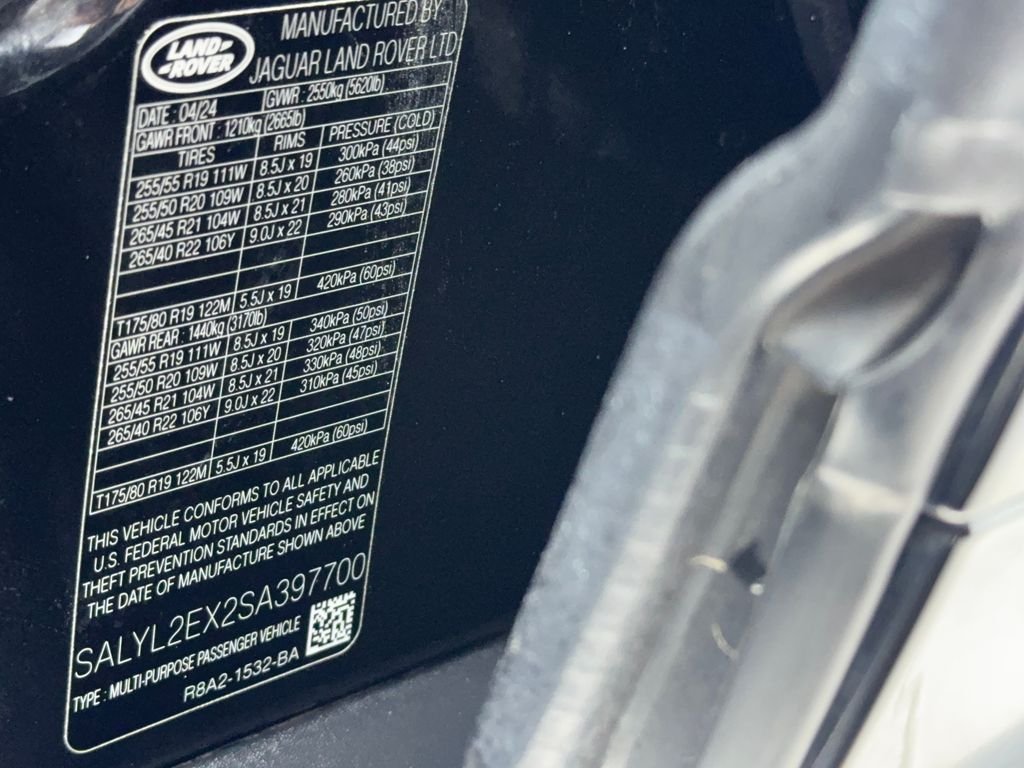 LAND ROVER
MANUFACTURED BY
JAGUAR LAND ROVER LTD
DATE : 04/24 GVWR : 2550kg (5620lb)
GAWR FRONT : 1210kg (2665lb)
TIRES RIMS PRESSURE (COLD)
255/55 R19 111W 8.5J x 19 300kPa (44psi)
255/50 R20 109W 8.5J x 20 260kPa (38psi)
265/45 R21 104W 8.5J x 21 280kPa (41psi)
265/40 R22 106Y 9.0J x 22 290kPa (43psi)
T175/80 R19 122M 5.5J x 19 420kPa (60psi)
GAWR REAR : 1440kg (3170lb)
255/55 R19 111W 8.5J x 19 340kPa (50psi)
255/50 R20 109W 8.5J x 20 320kPa (47psi)
265/45 R21 104W 8.5J x 21 330kPa (48psi)
265/40 R22 106Y 9.0J x 22 310kPa (45psi)
T175/80 R19 122M 5.5J x 19 420kPa (60psi)
THIS VEHICLE CONFORMS TO ALL APPLICABLE
U.S. FEDERAL MOTOR VEHICLE SAFETY AND
THEFT PREVENTION STANDARDS IN EFFECT ON
THE DATE OF MANUFACTURE SHOWN ABOVE
SALYL2EX2SA397700
TYPE : MULTI-PURPOSE PASSENGER VEHICLE
R8A2-1532-BA